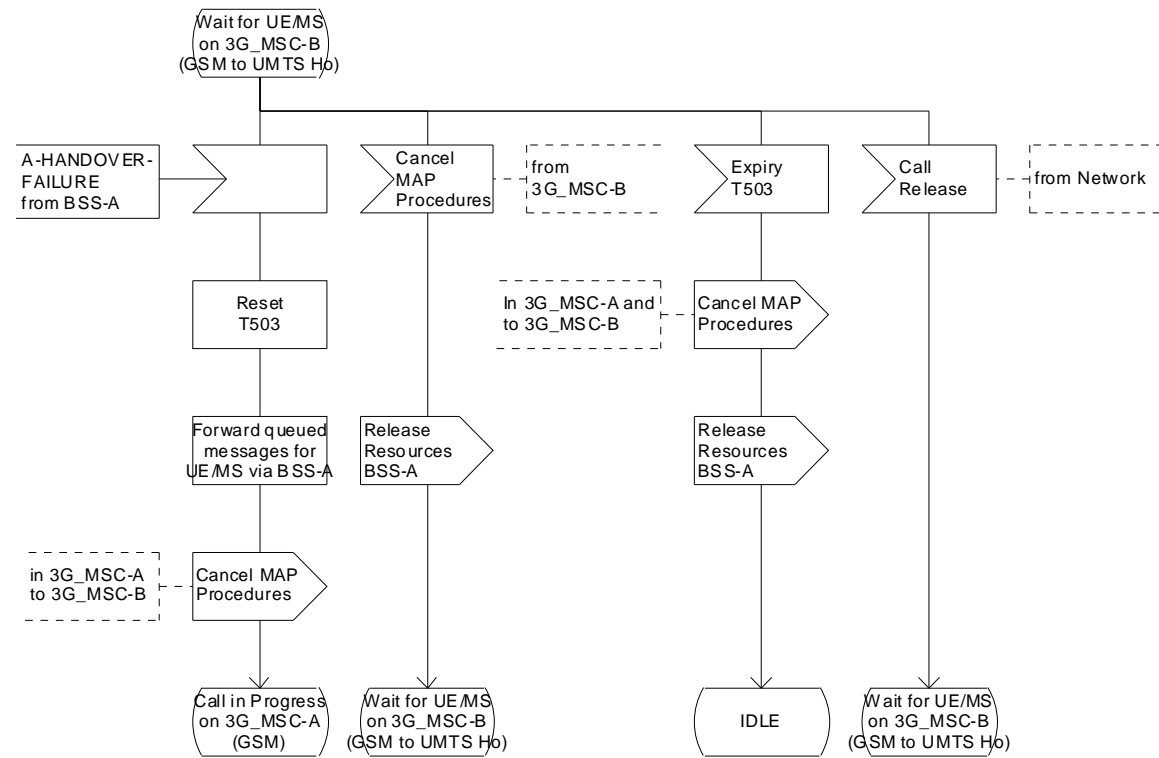 Wait for UE/MS
on 3G_MSC-B
(GSM to UMTS Ho)
A-HANDOVER-
FAILURE
from BSS-A
Cancel
MAP
Procedures
from
3G_MSC-B
Expiry
T503
Call
Release
from Network
Reset
T503
In 3G_MSC-A and
to 3G_MSC-B
Cancel MAP
Procedures
Forward queued
messages for
UE/MS via BSS-A
Release
Resources
BSS-A
Release
Resources
BSS-A
in 3G_MSC-A
to 3G_MSC-B
Cancel MAP
Procedures
Call in Progress
on 3G_MSC-A
(GSM)
Wait for UE/MS
on 3G_MSC-B
(GSM to UMTS Ho)
IDLE
Wait for UE/MS
on 3G_MSC-B
(GSM to UMTS Ho)